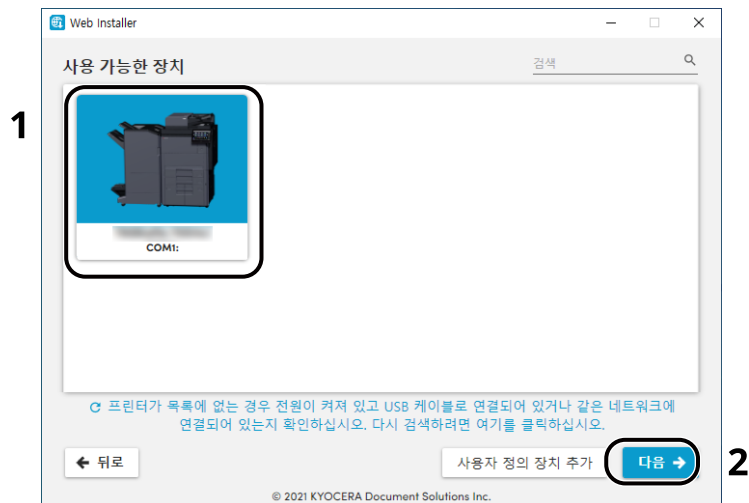 Web Installer
사용 가능한 장치
검색
1
COM1:
프린터가 목록에 없는 경우 전원이 켜져 있고 USB 케이블로 연결되어 있거나 같은 네트워크에
연결되어 있는지 확인하십시오. 다시 검색하려면 여기를 클릭하십시오.
뒤로
사용자 정의 장치 추가
다음
2
© 2021 KYOCERA Document Solutions Inc.